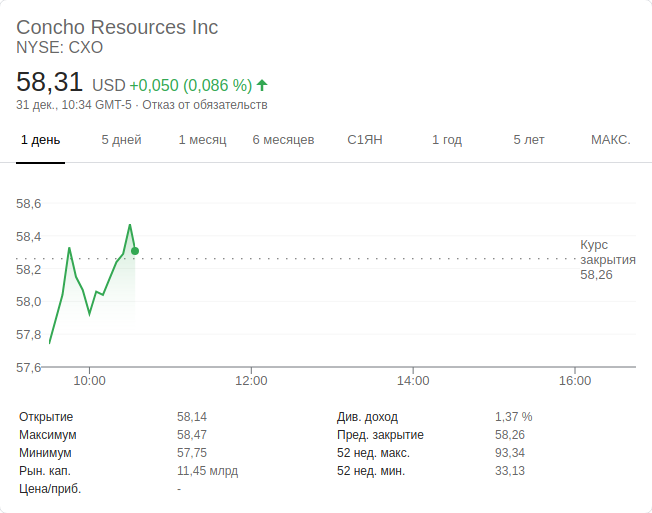 Concho Resources Inc
NYSE: CXO
58,31 USD +0,050 (0,086 %)
31 дек., 10:34 GMT-5 · Отказ от обязательств
1 день 5 дней 1 месяц 6 месяцев С1ЯН 1 год 5 лет МАКС.
58,6
58,4
58,2
58,0
57,8
57,6
Курс
закрытия
58,26
10:00 12:00 14:00 16:00
Открытие 58,14
Максимум 58,47
Минимум 57,75
Рын. кап. 11,45 млрд
Цена/приб. -
Див. доход 1,37 %
Пред. закрытие 58,26
52 нед. макс. 93,34
52 нед. мин. 33,13